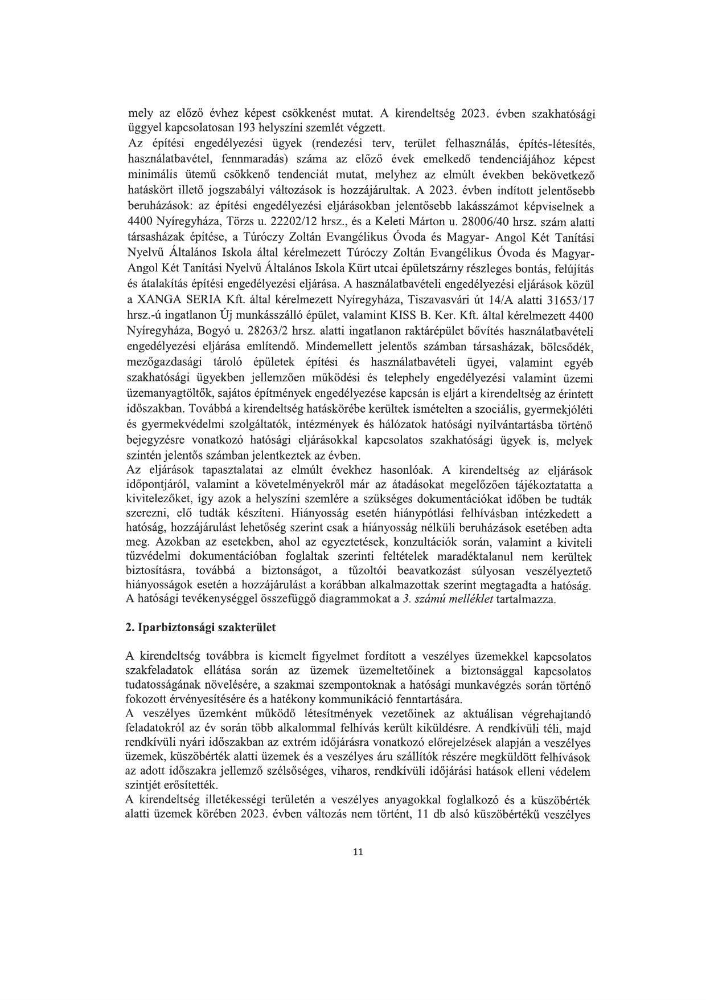 mely az előző évhez képest csökkenést mutat. A kirendeltség 2023. évben szakhatósági
üggyel kapcsolatosan 193 helyszíni szemlét végzett.
Az építési engedélyezési ügyek (rendezési terv, terület felhasználás, építés-létesítés,
használatbavétel, fennmaradás) száma az előző évek emelkedő tendenciájához képest
minimális ütemű csökkenő tendenciát mutat, melyhez az elmúlt években bekövetkező
hatáskört illető jogszabályi változások is hozzájárultak. A 2023. évben indított jelentősebb
beruházások: az építési engedélyezési eljárásokban jelentősebb lakásszámot képviselnek a
4400 Nyíregyháza, Törzs u. 22202/12 hrsz., és a Keleti Márton u. 28006/40 hrsz. szám alatti
társasházak építése, a Túróczy Zoltán Evangélikus Óvoda és Magyar- Angol Két Tanítási
Nyelvű Általános Iskola által kérelmezett Túróczy Zoltán Evangélikus Óvoda és Magyar-
Angol Két Tanítási Nyelvű Általános Iskola Kürt utcai épületszárny részleges bontás, felújítás
és átalakítás építési engedélyezési eljárása. A használatbavételi engedélyezési eljárások közül
a XANGA SERIA Kft. által kérelmezett Nyíregyháza, Tiszavasvári út 14/A alatti 31653/17
hrsz.-ú ingatlanon Új munkásszálló épület, valamint KISS B. Ker. Kft. által kérelmezett 4400
Nyíregyháza, Bogyó u. 28263/2 hrsz. alatti ingatlanon raktárépület bővítés használatbavételi
engedélyezési eljárása említendő. Mindemellett jelentős számban társasházak, bölcsődék,
mezőgazdasági tároló épületek építési és használatbavételi ügyei, valamint egyéb
szakhatósági ügyekben jellemzően működési és telephely engedélyezési valamint üzemi
üzemanyagtöltők, sajátos építmények engedélyezése kapcsán is eljárt a kirendeltség az érintett
időszakban. Továbbá a kirendeltség hatáskörébe kerültek ismételten a szociális, gyermekjóléti
és gyermekvédelmi szolgáltatók, intézmények és hálózatok hatósági nyilvántartásba történő
bejegyzésre vonatkozó hatósági eljárásokkal kapcsolatos szakhatósági ügyek is, melyek
szintén jelentős számban jelentkeztek az évben.
Az eljárások tapasztalatai az elmúlt évekhez hasonlóak. A kirendeltség az eljárások
időpontjáról, valamint a követelményekről már az átadásokat megelőzően tájékoztatatta a
kivitelezőket, így azok a helyszíni szemlére a szükséges dokumentációkat időben be tudták
szerezni, elő tudták készíteni. Hiányosság esetén hiánypótlási felhívásban intézkedett a
hatóság, hozzájárulást lehetőség szerint csak a hiányosság nélküli beruházások esetében adta
meg. Azokban az esetekben, ahol az egyeztetések, konzultációk során, valamint a kiviteli
tűzvédelmi dokumentációban foglaltak szerinti feltételek maradéktalanul nem kerültek
biztosításra, továbbá a biztonságot, a tűzoltói beavatkozást súlyosan veszélyeztető
hiányosságok esetén a hozzájárulást a korábban alkalmazottak szerint megtagadta a hatóság.
A hatósági tevékenységgel összefüggő diagrammokat a 3. számú melléklet tartalmazza.
2. Iparbiztonsági szakterület
A kirendeltség továbbra is kiemelt figyelmet fordított a veszélyes üzemekkel kapcsolatos
szakfeladatok ellátása során az üzemek üzemeltetőinek a biztonsággal kapcsolatos
tudatosságának növelésére, a szakmai szempontoknak a hatósági munkavégzés során történő
fokozott érvényesítésére és a hatékony kommunikáció fenntartására.
A veszélyes üzemként működő létesítmények vezetőinek az aktuálisan végrehajtandó
feladatokról az év során több alkalommal felhívás került kiküldésre. A rendkívüli téli, majd
rendkívüli nyári időszakban az extrém időjárásra vonatkozó előrejelzések alapján a veszélyes
üzemek, küszöbérték alatti üzemek és a veszélyes áru szállítók részére megküldött felhívások
az adott időszakra jellemző szélsőséges, viharos, rendkívüli időjárási hatások elleni védelem
szintjét erősítették.
A kirendeltség illetékességi területén a veszélyes anyagokkal foglalkozó és a küszöbérték
alatti üzemek körében 2023. évben változás nem történt, 11 db alsó küszöbértékű veszélyes
11